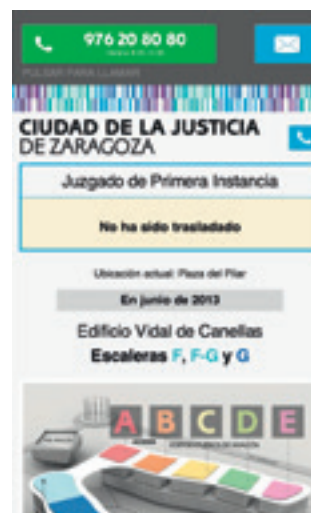 976 20 80 80
PULSAR PARA LLAMAR
CIUDAD DE LA JUSTICIA
DE ZARAGOZA
Juzgado de Primera Instancia
No ha sido trasladado
Ubicación actual: Plaza del Pilar
En junio de 2013
Edificio Vidal de Canellas
Escaleras F, F-G y G
A B C D E